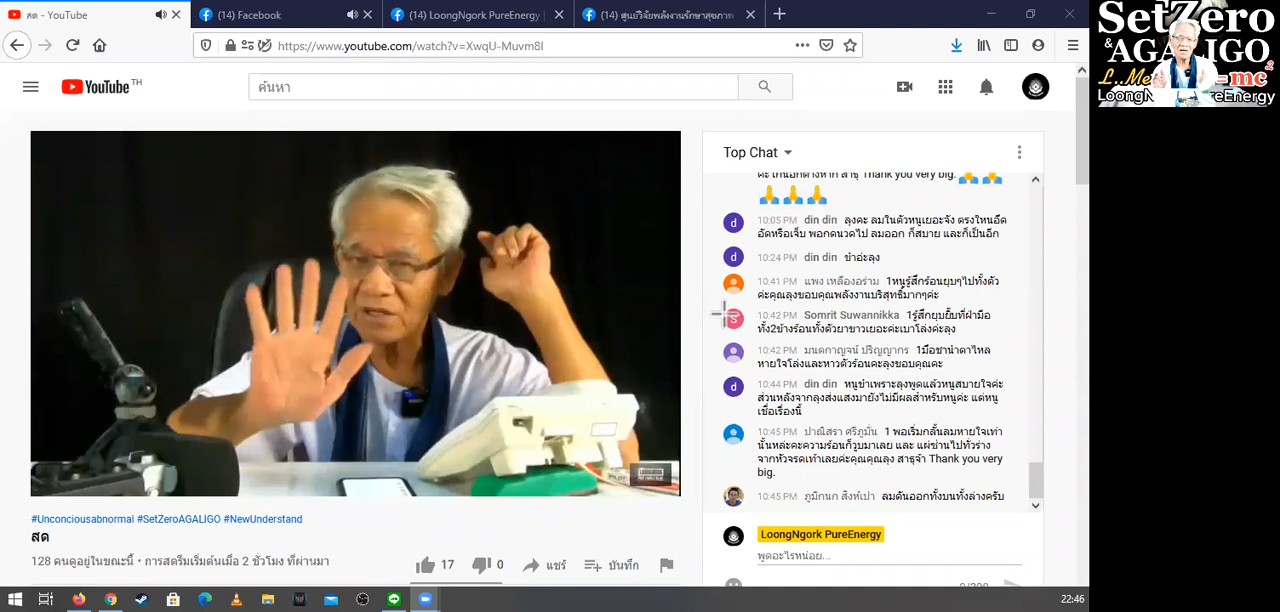 สด - YouTube
(14) Facebook
(14) LoongNgork PureEnergy |
(14) ศูนย์วิจัยพลังงานรักษาสุขภาพ
https://www.youtube.com/watch?v=XwqU-Muvm8I
SetZero
&AGALIGO
=mc2
YouTube TH
ค้นหา
Top Chat
Thank you very big.
10:05 PM din din ลุงคะ ลมในตัวหนูเยอะจัง ตรงไหนอึด
อัดหรือเจ็บ พอกดนวดไป ลมออก ก็สบาย และก็เป็นอีก
10:24 PM din din ขำอ่ะลุง
10:41 PM แพง เหลืองอร่าม 1หนูรู้สึกร้อนยุบๆไปทั้งตัว
ค่ะคุณลุงขอบคุณพลังงานบริสุทธิ์มากๆค่ะ
10:42 PM Somrit Suwannikka 1รู้สึกยุบยิ้บที่ฝ่ามือ
ทั้ง2ข้างร้อนทั้งตัวยาขาวเยอะค่ะเบาโล่งค่ะลุง
10:42 PM มนตกาญจน์ ปริญญากร 1มือชาน้ำตาไหล
หายใจโล่งและหาวตัวร้อนคะลุงขอบคุณคะ
10:44 PM din din หนูขำเพราะลุงพูดแล้วหนูสบายใจค่ะ
ส่วนหลังจากลุงส่งแสงมายังไม่มีผลสำหรับหนูค่ะ แต่หนู
เชื่อเรื่องนี้
10:45 PM ปาณิสรา ศรีภูมั่น 1 พอเริ่มกลั้นลมหายใจเท่า
นั้นหล่ะค่ะความร้อนก็วูบมาเลย และ แผ่ซ่านไปทั่วร่าง
จากหัวจรดเท้าเลยค่ะคุณคุณลุง สาธุจ้า Thank you very
big.
10:45 PM ภูมิกนก สิงห์เปา ลมดันออกทั้งบนทั้งล่างครับ
LoongNgork PureEnergy
พูดอะไรหน่อย...
#Unconciousabnormal #SetZeroAGALIGO #NewUnderstand
สด
128 คนดูอยู่ในขณะนี้ • การสตรีมเริ่มต้นเมื่อ 2 ชั่วโมง ที่ผ่านมา
17
0
แชร์
บันทึก
22:46